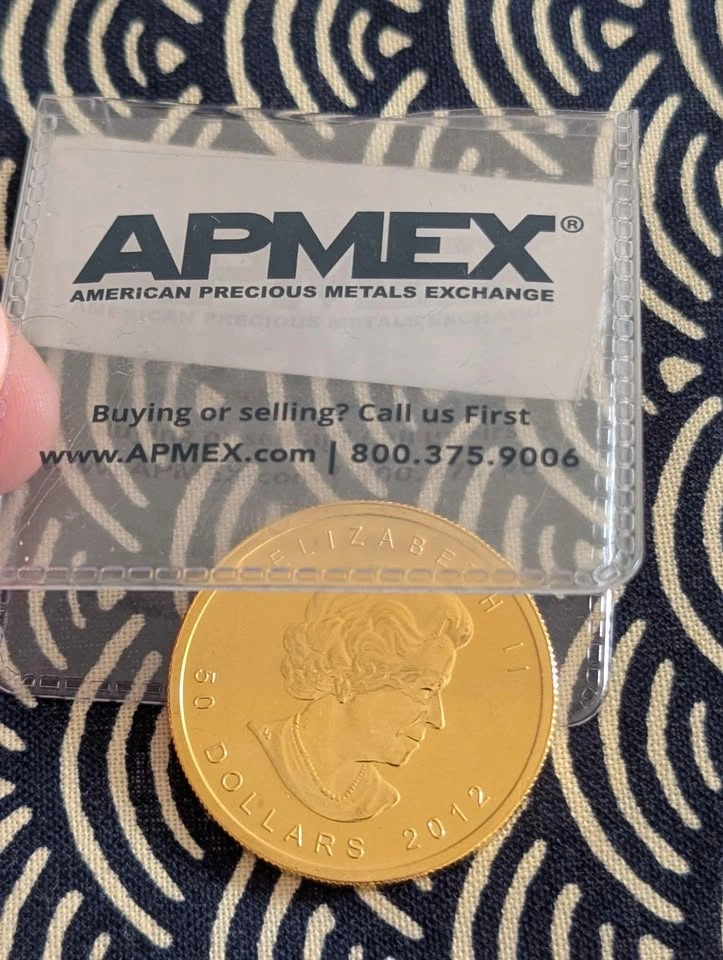 APMEX®
AMERICAN PRECIOUS METALS EXCHANGE
Buying or selling? Call us First
www.APMEX.com | 800.375.9006
ELIZABETH II
50 DOLLARS 2012